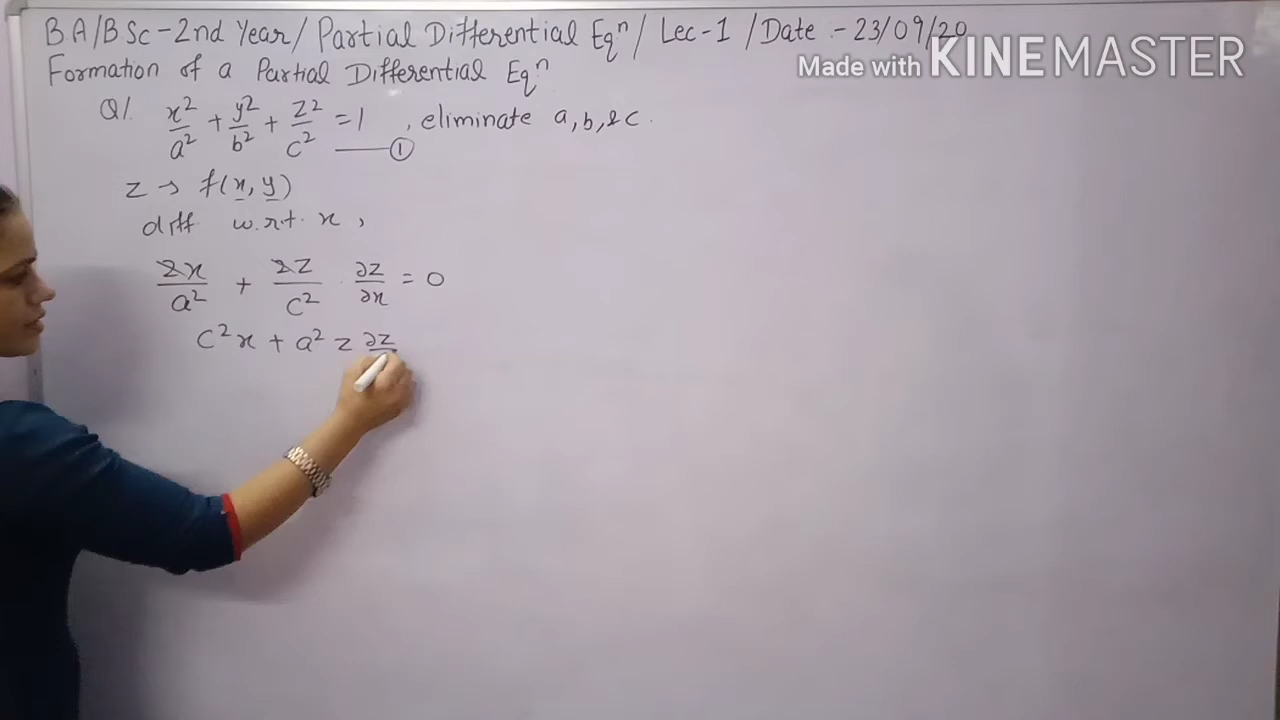 BA/BSc-2nd Year/ Partial Differential Eqⁿ/ Lec-1 /Date :- 23/09/20
Made with KINEMASTER
Formation of a Partial Differential Eqⁿ
Q1. x²/a² + y²/b² + z²/c² = 1 , eliminate a, b, & c. ——①
z → f(x, y)
diff w.r.t. x ,
2x/a² + 2z/c² · ∂z/∂x = 0
c²x + a² z ∂z